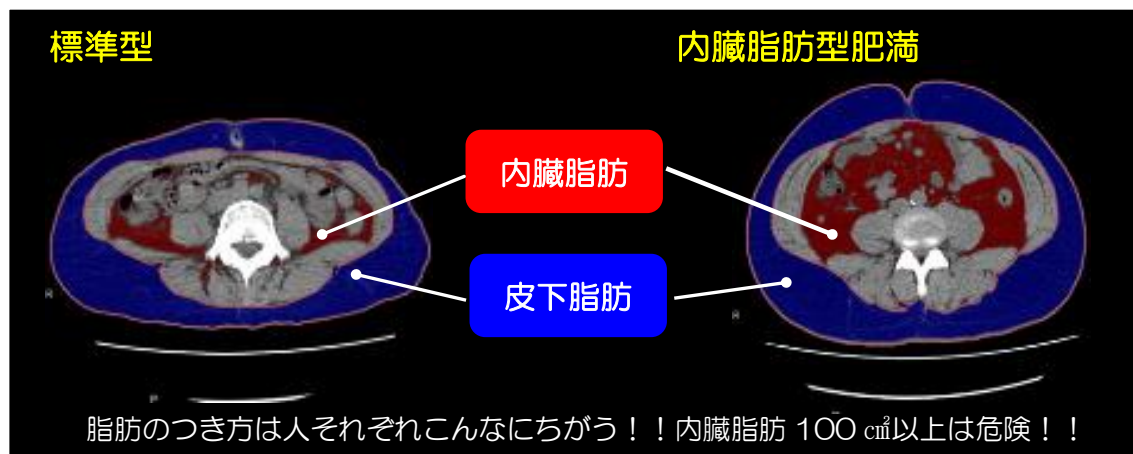 標準型
内臓脂肪型肥満
内臓脂肪
皮下脂肪
脂肪のつき方は人それぞれこんなにちがう！！内臓脂肪 100 ㎠以上は危険！！